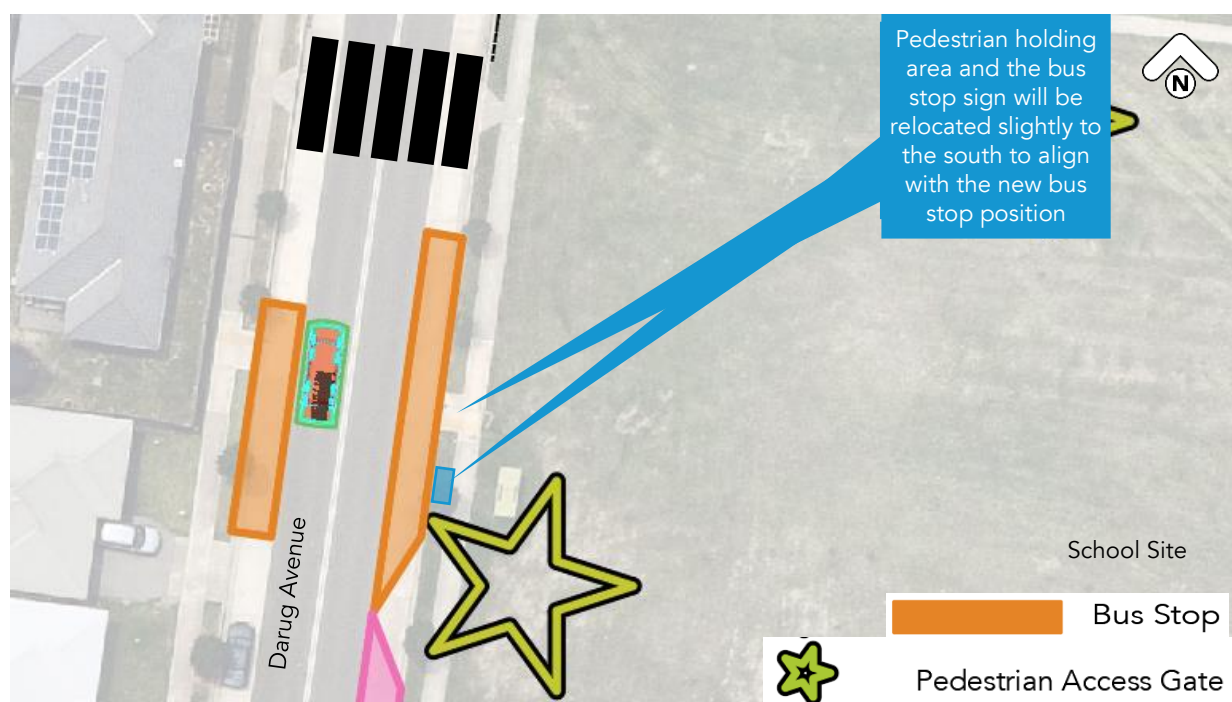 Pedestrian holding
area and the bus
stop sign will be
relocated slightly to
the south to align
with the new bus
stop position
N
Darug Avenue
School Site
Bus Stop
Pedestrian Access Gate